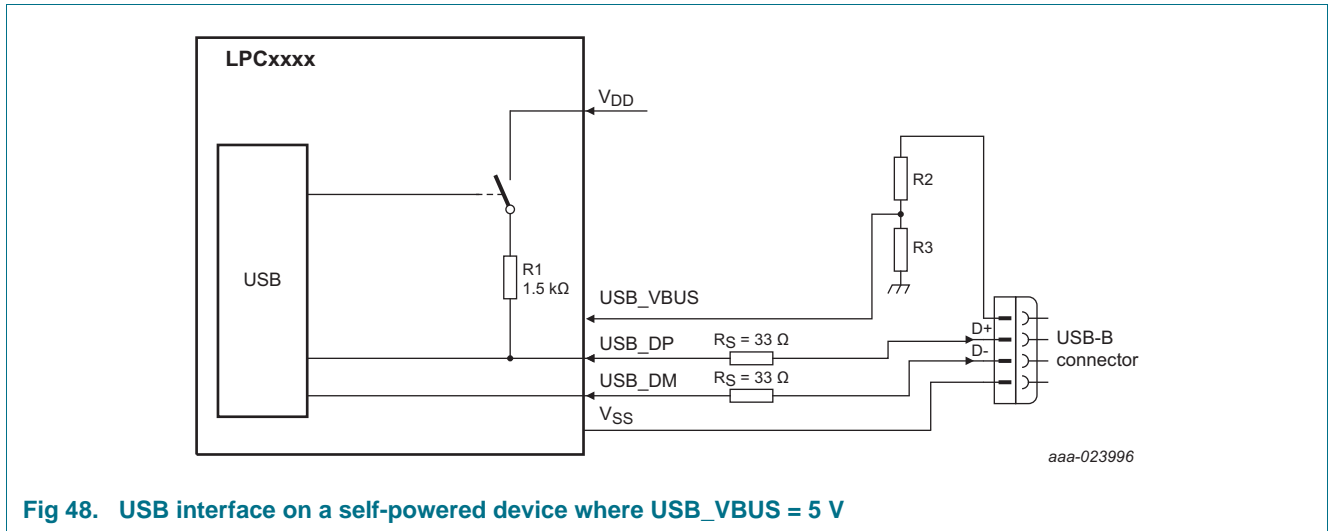 LPCxxxx
VDD
R2
R3
USB
R1
1.5 kΩ
USB_VBUS
D+
USB_DP
RS = 33 Ω
USB-B
connector
D-
USB_DM
RS = 33 Ω
VSS
aaa-023996
Fig 48. USB interface on a self-powered device where USB_VBUS = 5 V